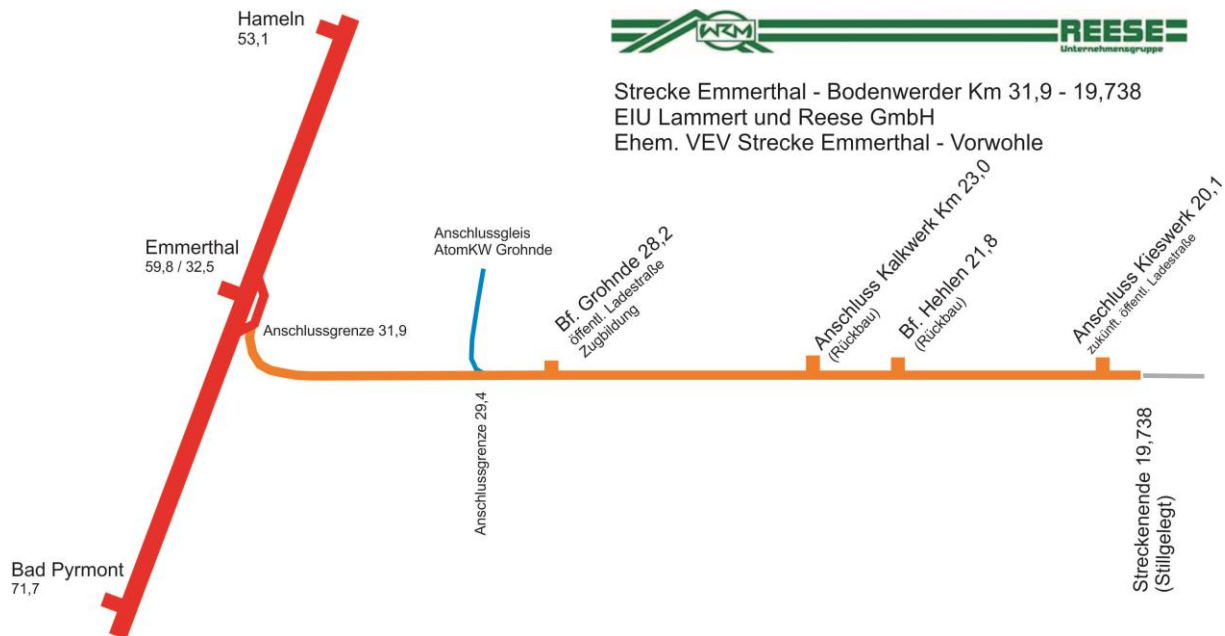 Hameln
53,1
WRM
REESE
Unternehmensgruppe
Strecke Emmerthal - Bodenwerder Km 31,9 - 19,738
EIU Lammert und Reese GmbH
Ehem. VEV Strecke Emmerthal - Vorwohle
Emmerthal
59,8 / 32,5
Anschlussgrenze 31,9
Anschlussgleis
AtomKW Grohnde
Anschlussgrenze 29,4
Bf. Grohnde 28,2
öffentl. Ladestraße
Zugbildung
Anschluss Kalkwerk Km 23,0
(Rückbau)
Bf. Hehlen 21,8
(Rückbau)
Anschluss Kieswerk 20,1
zukünft. öffentl. Ladestraße
Streckenende 19,738
(Stillgelegt)
Bad Pyrmont
71,7